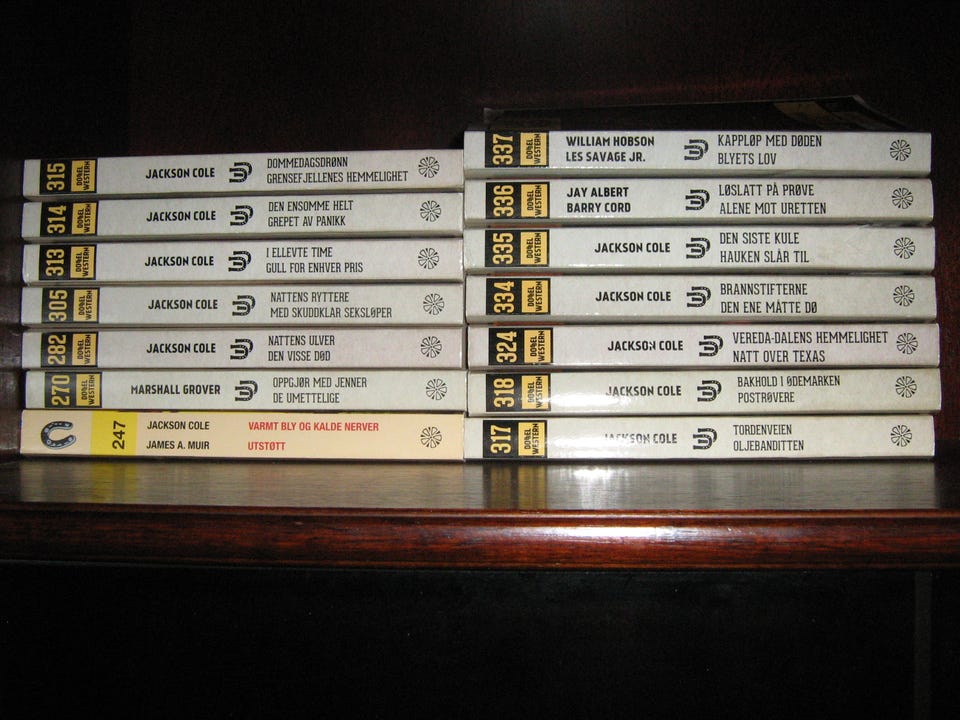 315
DOBBEL
WESTERN
JACKSON COLE
DOMMEDAGSDRØNN
GRENSEFJELLENES HEMMELIGHET
314
DOBBEL
WESTERN
JACKSON COLE
DEN ENSOMME HELT
GREPET AV PANIKK
313
DOBBEL
WESTERN
JACKSON COLE
I ELLEVTE TIME
GULL FOR ENHVER PRIS
305
DOBBEL
WESTERN
JACKSON COLE
NATTENS RYTTERE
MED SKUDDKLAR SEKSLØPER
282
DOBBEL
WESTERN
JACKSON COLE
NATTENS ULVER
DEN VISSE DØD
270
DOBBEL
WESTERN
MARSHALL GROVER
OPPGJØR MED JENNER
DE UMETTELIGE
247
JACKSON COLE
VARMT BLY OG KALDE NERVER
JAMES A. MUIR
UTSTØTT
337
DOBBEL
WESTERN
WILLIAM HOBSON
LES SAVAGE JR.
KAPPLØP MED DØDEN
BLYETS LOV
336
DOBBEL
WESTERN
JAY ALBERT
BARRY CORD
LØSLATT PÅ PRØVE
ALENE MOT URETTEN
335
DOBBEL
WESTERN
JACKSON COLE
DEN SISTE KULE
HAUKEN SLÅR TIL
334
DOBBEL
WESTERN
JACKSON COLE
BRANNSTIFTERNE
DEN ENE MÅTTE DØ
324
DOBBEL
WESTERN
JACKSON COLE
VEREDA-DALENS HEMMELIGHET
NATT OVER TEXAS
318
DOBBEL
WESTERN
JACKSON COLE
BAKHOLD I ØDEMARKEN
POSTRØVERE
317
DOBBEL
WESTERN
JACKSON COLE
TORDENVEIEN
OLJEBANDITTEN